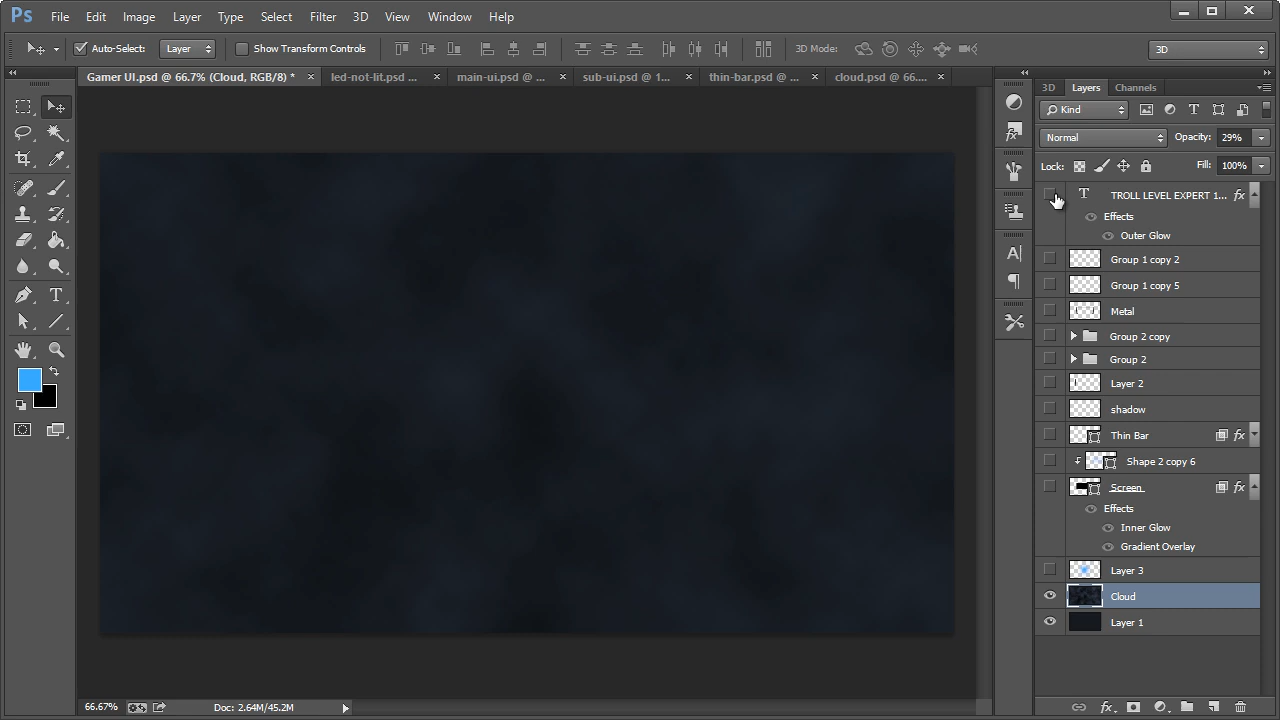 Ps File Edit Image Layer Type Select Filter 3D View Window Help
Auto-Select: Layer Show Transform Controls 3D Mode: 3D
Gamer UI.psd @ 66.7% (Cloud, RGB/8) * × led-not-lit.psd ... × main-ui.psd @ ... × sub-ui.psd @ 1... × thin-bar.psd @ ... × cloud.psd @ 66.... ×
3D Layers Channels
Kind
Normal Opacity: 29%
Lock: Fill: 100%
TROLL LEVEL EXPERT 1... fx
Effects
Outer Glow
Group 1 copy 2
Group 1 copy 5
Metal
Group 2 copy
Group 2
Layer 2
shadow
Thin Bar fx
Shape 2 copy 6
Screen fx
Effects
Inner Glow
Gradient Overlay
Layer 3
Cloud
Layer 1
66.67% Doc: 2.64M/45.2M